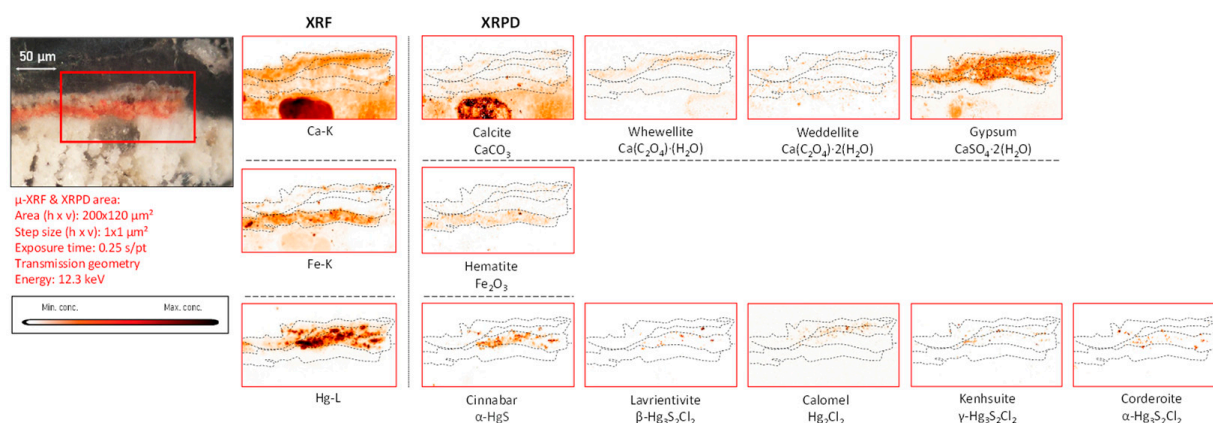 XRF
XRPD
50 μm
Ca-K
Calcite
CaCO₃
Whewellite
Ca(C₂O₄)·(H₂O)
Weddellite
Ca(C₂O₄)·2(H₂O)
Gypsum
CaSO₄·2(H₂O)
μ-XRF & XRPD area:
Area (h x v): 200x120 μm²
Step size (h x v): 1x1 μm²
Exposure time: 0.25 s/pt
Transmission geometry
Energy: 12.3 keV
Fe-K
Hematite
Fe₂O₃
Min. conc.
Max. conc.
Hg-L
Cinnabar
α-HgS
Lavrientivite
β-Hg₃S₂Cl₂
Calomel
Hg₂Cl₂
Kenhsuite
γ-Hg₃S₂Cl₂
Corderoite
α-Hg₃S₂Cl₂